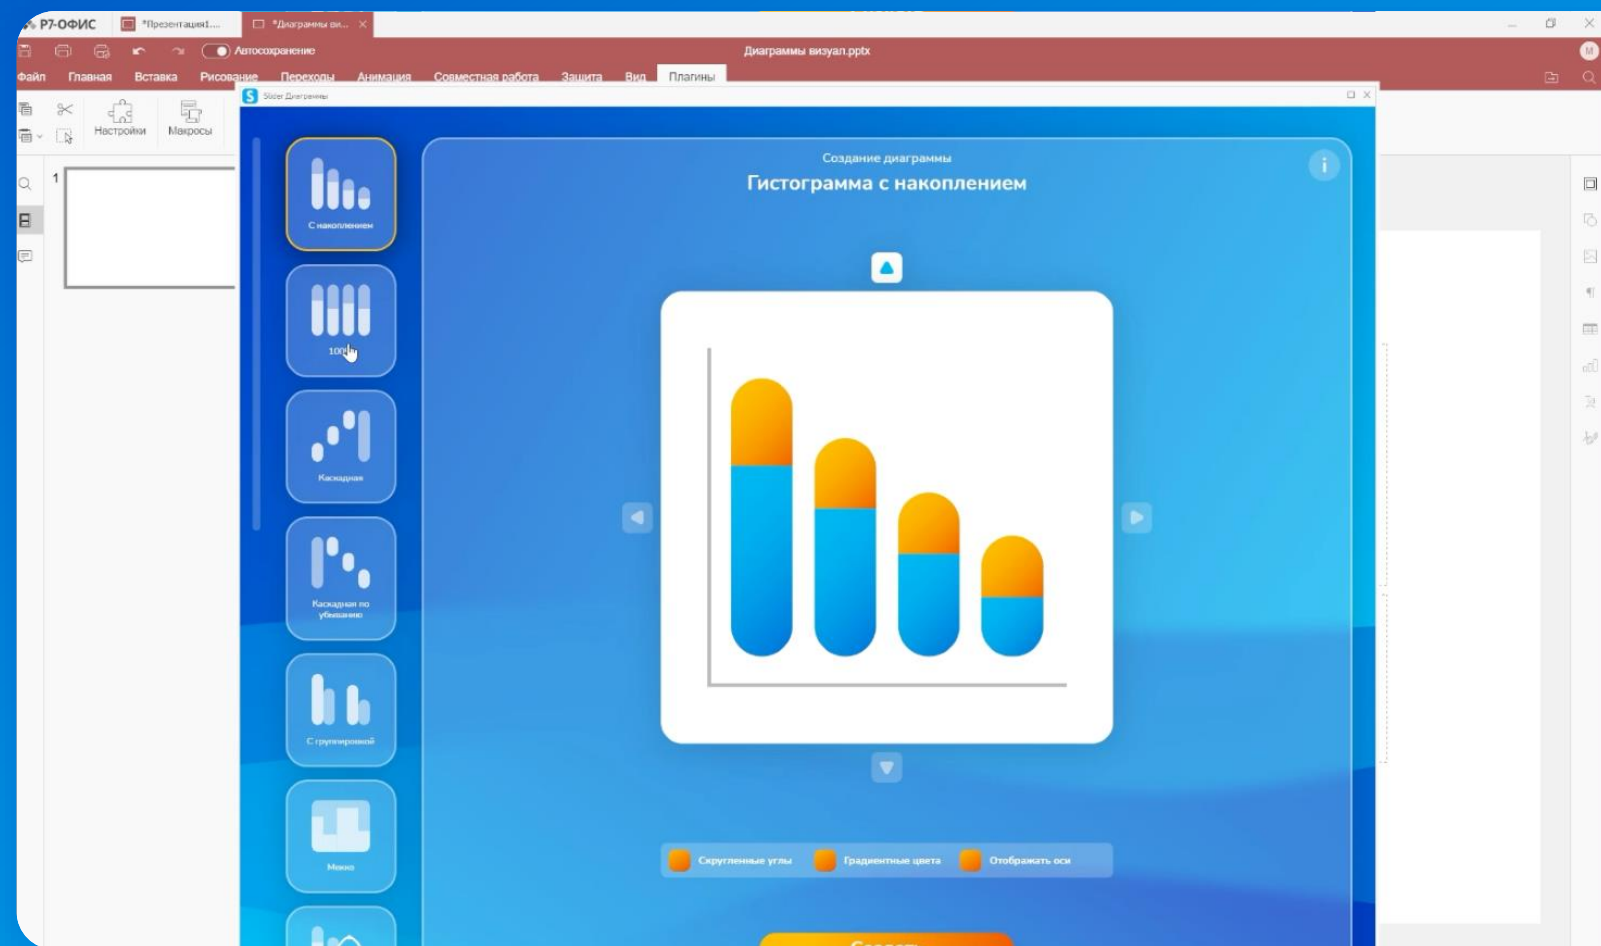 Р7-ОФИС
*Презентация1....
*Диаграммы ви...
Автосохранение
Диаграммы визуал.pptx
М
Файл Главная Вставка Рисование Переходы Анимация Совместная работа Защита Вид Плагины
Настройки
Макросы
S Slider Диаграммы
1
Создание диаграммы
Гистограмма с накоплением
i
С накоплением
Каскадная
Каскадная по
убыванию
С группировкой
Мекко
Скругленные углы Градиентные цвета Отображать оси